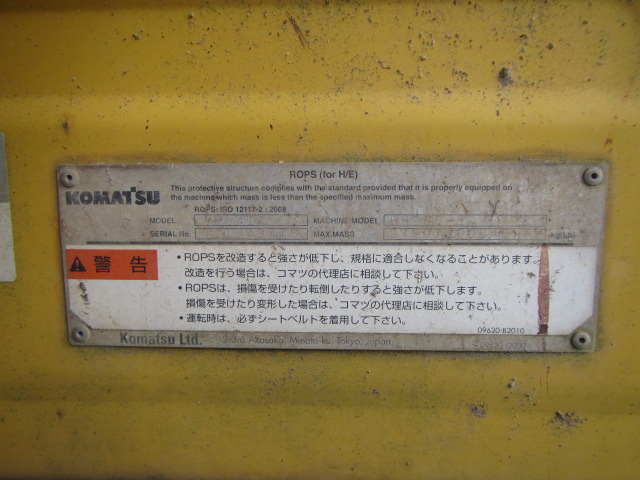 ROPS (for H/E)
KOMATSU
This protective structure complies with the standard provided that it is properly equipped on
the machine,which mass is less than the specified maximum mass.
ROPS: ISO 12117-2 : 2008
MODEL MACHINE MODEL
SERIAL No. MAX.MASS kg(Lb)
警告
• ROPSを改造すると強さが低下し、規格に適合しなくなることがあります。
改造を行う場合は、コマツの代理店に相談して下さい。
• ROPSは、損傷を受けたり転倒したりすると強さが低下します。
損傷を受けたり変形した場合は、コマツの代理店に相談して下さい。
• 運転時は、必ずシートベルトを着用して下さい。
09620-B2010
Komatsu Ltd. 2-3-6 Akasaka, Minato-ku, Tokyo, Japan.